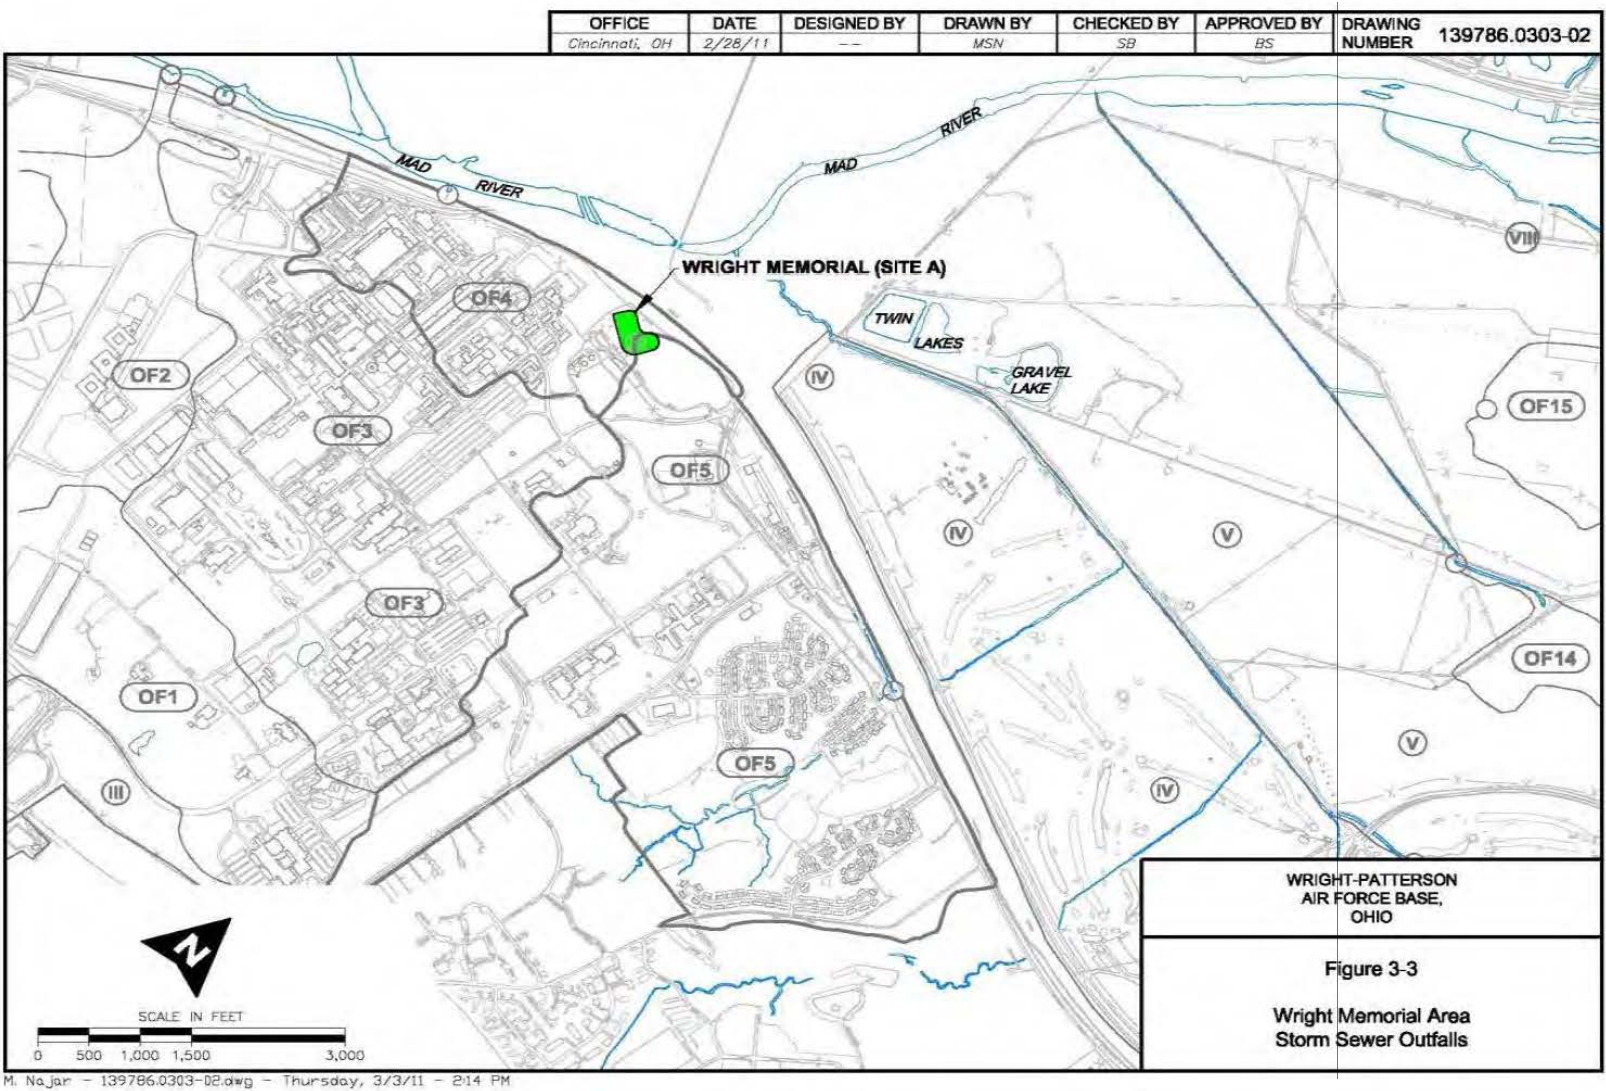 OFFICE DATE DESIGNED BY DRAWN BY CHECKED BY APPROVED BY DRAWING NUMBER 139786.0303-02
Cincinnati, OH 2/28/11 -- MSN SB BS
MAD RIVER
MAD RIVER
VIII
WRIGHT MEMORIAL (SITE A)
OF4
TWIN LAKES
GRAVEL LAKE
OF2
IV
OF15
OF3
OF5
IV
V
OF3
OF14
OF1
V
OF5
III
IV
WRIGHT-PATTERSON
AIR FORCE BASE,
OHIO
N
Figure 3-3
Wright Memorial Area
Storm Sewer Outfalls
SCALE IN FEET
0 500 1,000 1,500 3,000
M. Najar - 139786.0303-02.dwg - Thursday, 3/3/11 - 2:14 PM